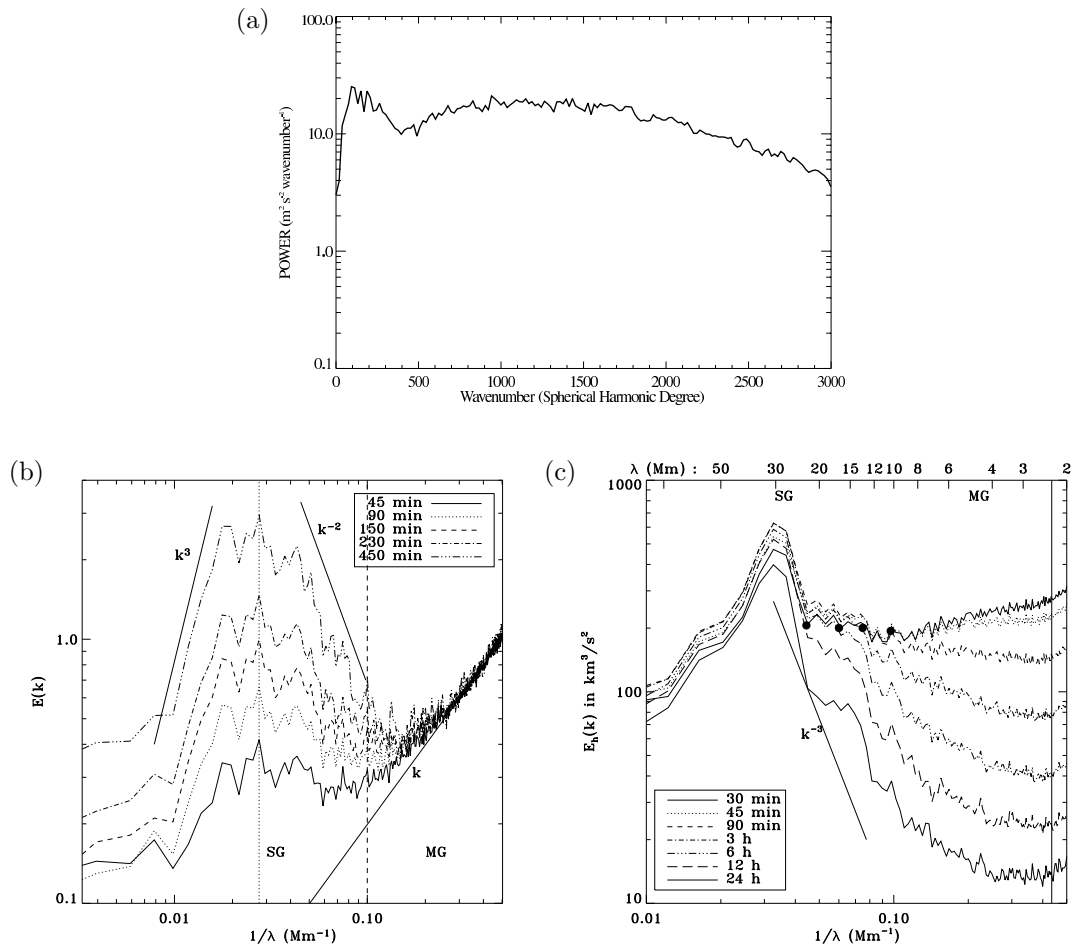 (a)
100.0
10.0
1.0
0.1
POWER (m² s⁻² wavenumber⁻¹)
0 500 1000 1500 2000 2500 3000
Wavenumber (Spherical Harmonic Degree)
(b)
45 min
90 min
150 min
230 min
450 min
k³
k⁻²
k
SG
MG
1.0
0.1
E(k)
0.01 0.10
1/λ (Mm⁻¹)
(c)
λ (Mm) : 50 30 20 15 12 10 8 6 4 3 2
SG
MG
1000
100
10
Eₕ(k) in km³/s²
k⁻³
30 min
45 min
90 min
3 h
6 h
12 h
24 h
0.01 0.10
1/λ (Mm⁻¹)